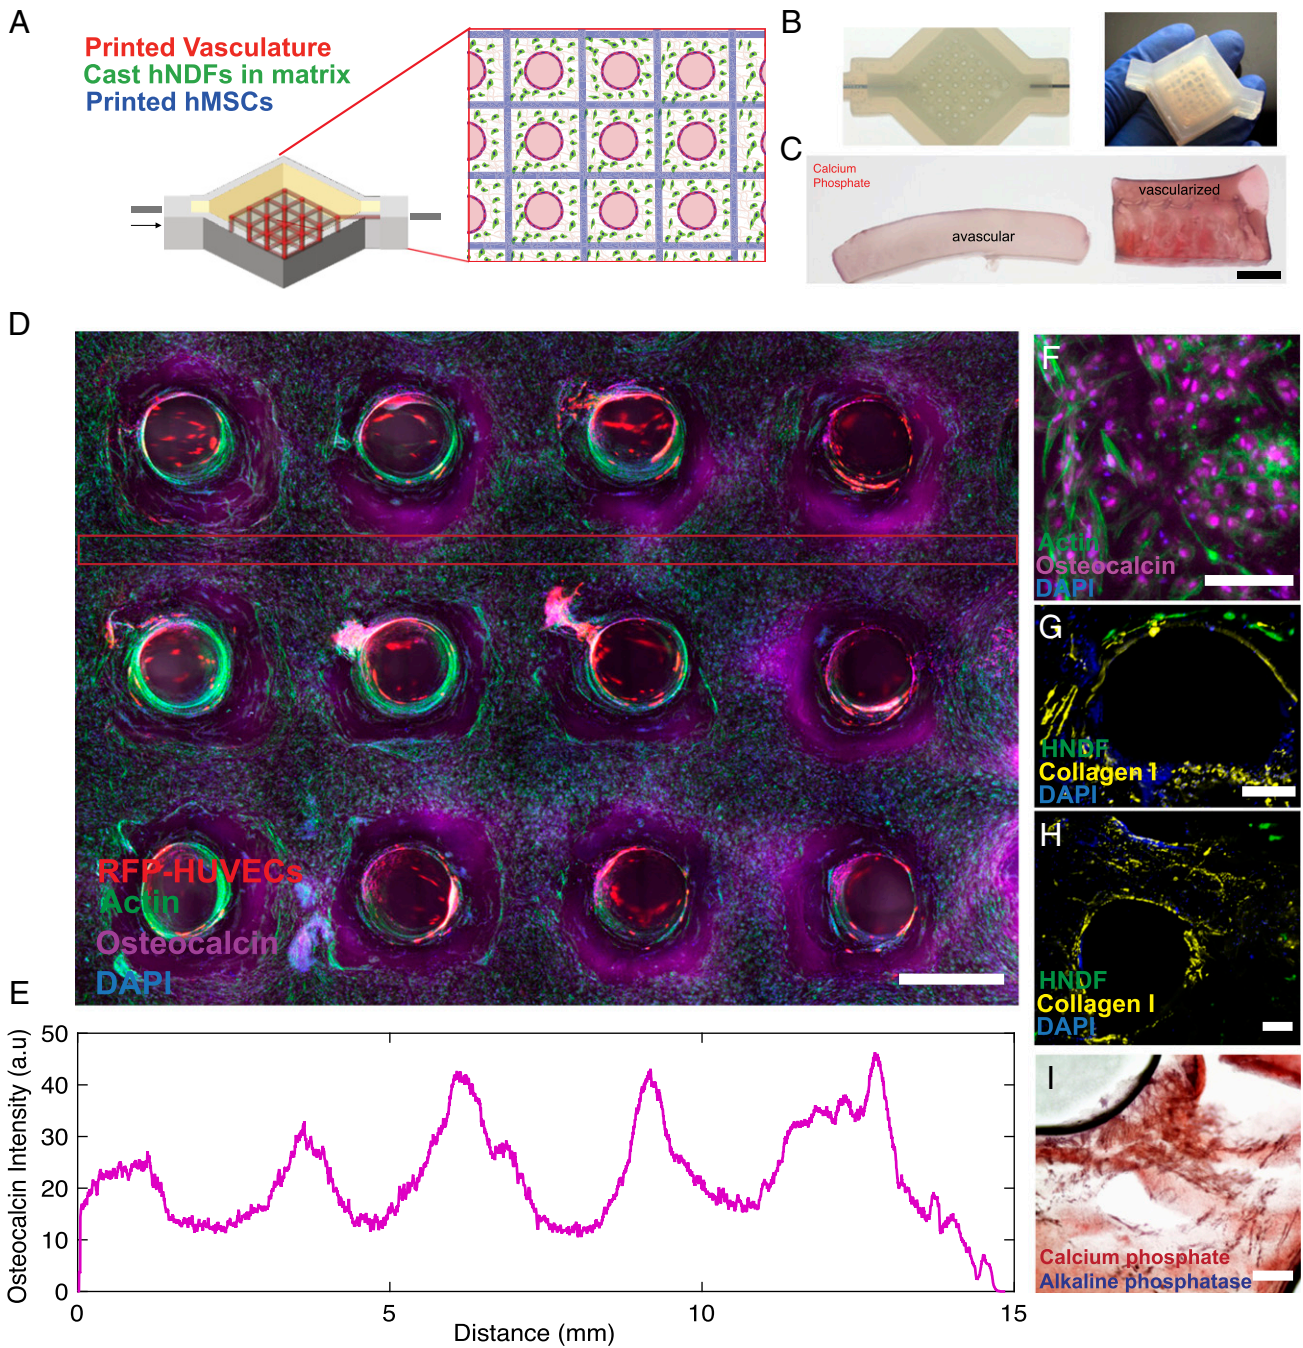 A
Printed Vasculature
Cast hNDFs in matrix
Printed hMSCs
B
C
Calcium
Phosphate
avascular
vascularized
D
RFP-HUVECs
Actin
Osteocalcin
DAPI
F
Actin
Osteocalcin
DAPI
G
HNDF
Collagen I
DAPI
H
HNDF
Collagen I
DAPI
I
Calcium phosphate
Alkaline phosphatase
E
Osteocalcin Intensity (a.u)
50
40
30
20
10
0
0
5
10
15
Distance (mm)